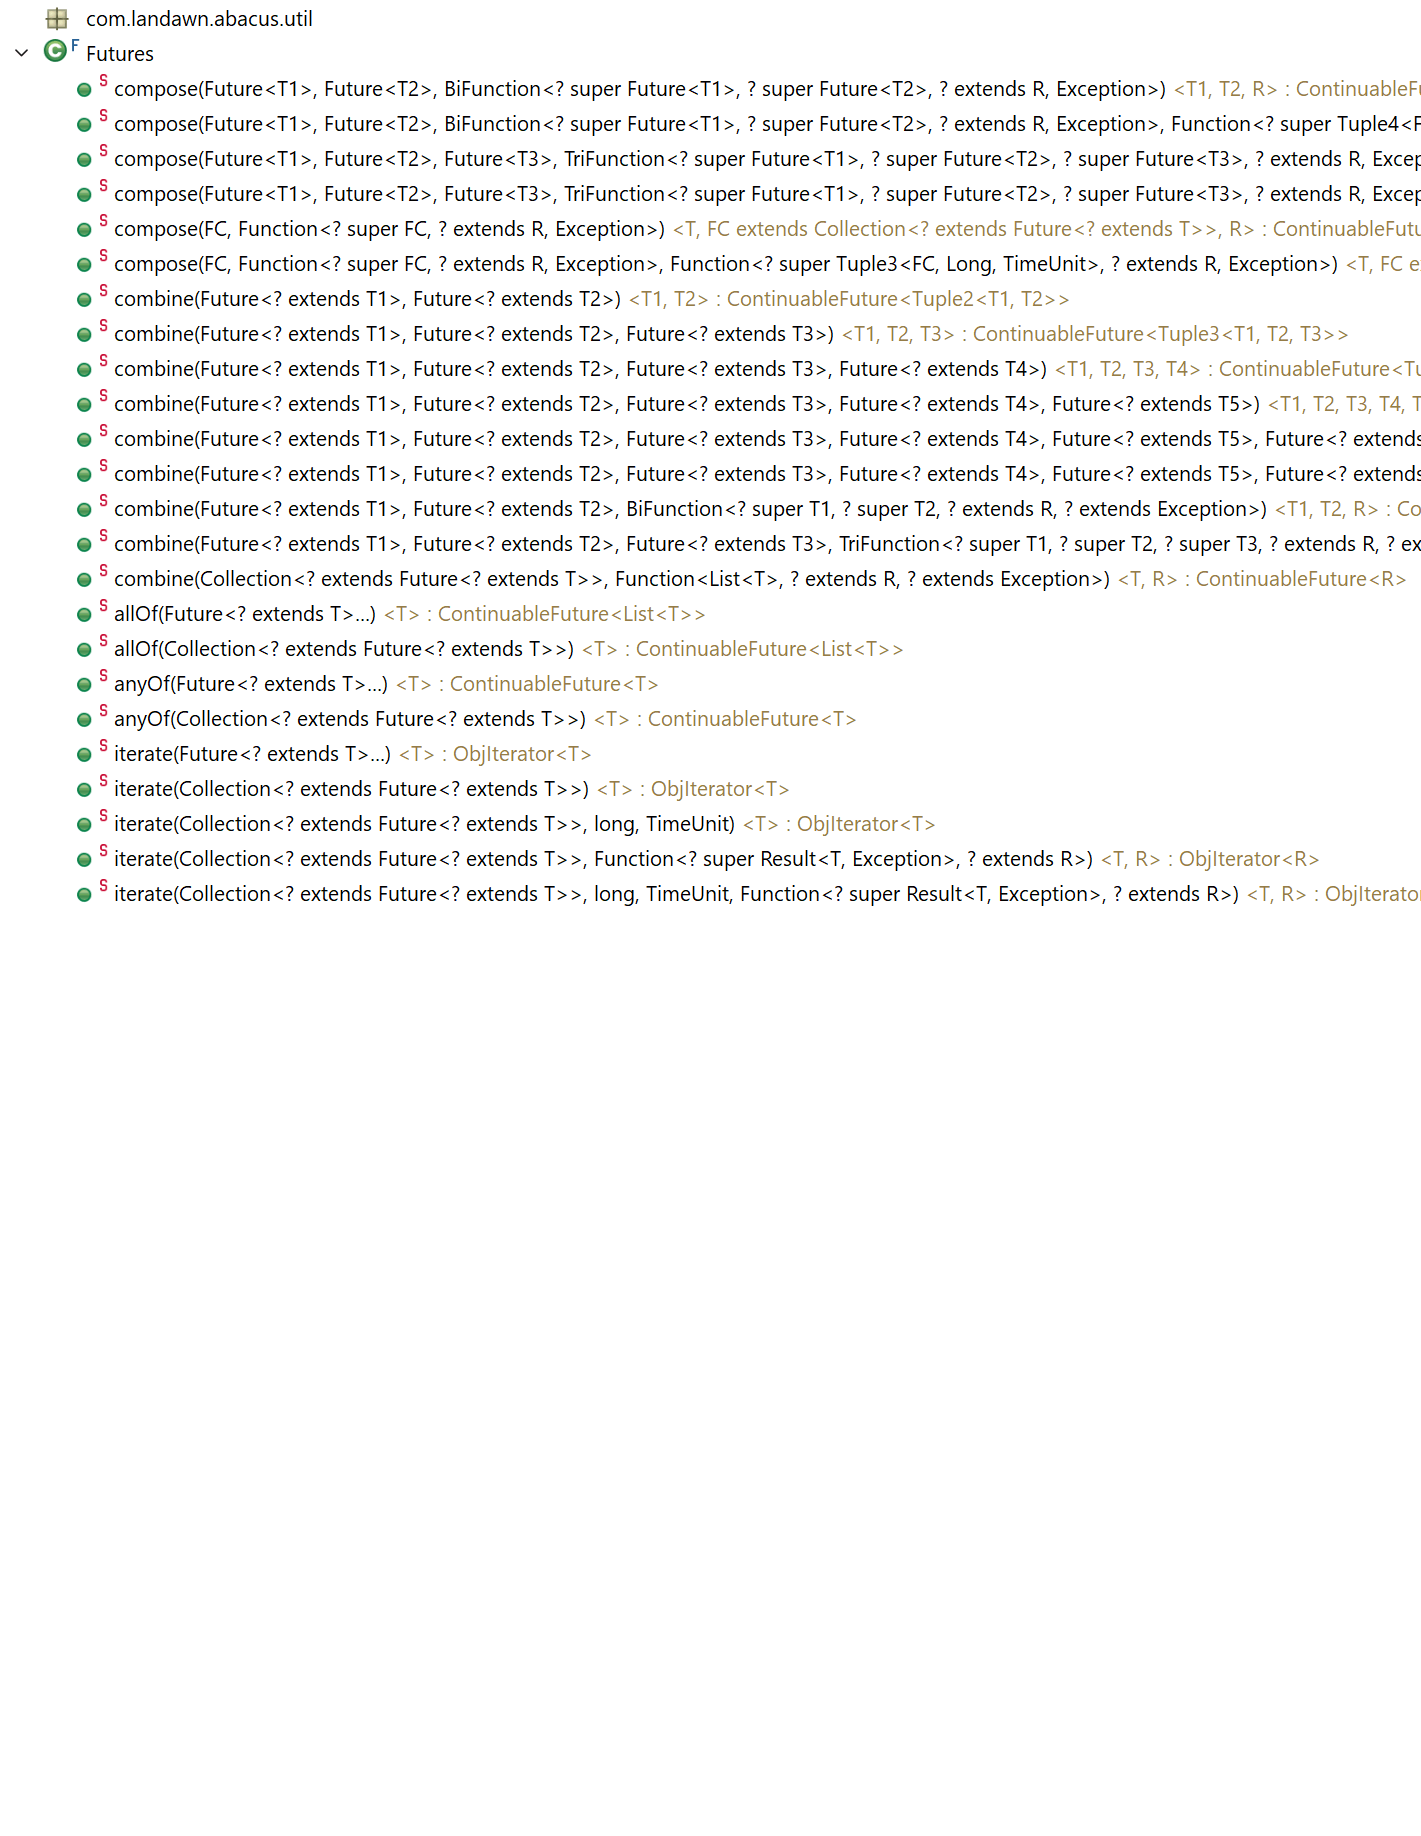 com.landawn.abacus.util
C F Futures
S compose(Future<T1>, Future<T2>, BiFunction<? super Future<T1>, ? super Future<T2>, ? extends R, Exception>) <T1, T2, R> : ContinuableFu
S compose(Future<T1>, Future<T2>, BiFunction<? super Future<T1>, ? super Future<T2>, ? extends R, Exception>, Function<? super Tuple4<F
S compose(Future<T1>, Future<T2>, Future<T3>, TriFunction<? super Future<T1>, ? super Future<T2>, ? super Future<T3>, ? extends R, Excep
S compose(Future<T1>, Future<T2>, Future<T3>, TriFunction<? super Future<T1>, ? super Future<T2>, ? super Future<T3>, ? extends R, Excep
S compose(FC, Function<? super FC, ? extends R, Exception>) <T, FC extends Collection<? extends Future<? extends T>>, R> : ContinuableFutu
S compose(FC, Function<? super FC, ? extends R, Exception>, Function<? super Tuple3<FC, Long, TimeUnit>, ? extends R, Exception>) <T, FC e
S combine(Future<? extends T1>, Future<? extends T2>) <T1, T2> : ContinuableFuture<Tuple2<T1, T2>>
S combine(Future<? extends T1>, Future<? extends T2>, Future<? extends T3>) <T1, T2, T3> : ContinuableFuture<Tuple3<T1, T2, T3>>
S combine(Future<? extends T1>, Future<? extends T2>, Future<? extends T3>, Future<? extends T4>) <T1, T2, T3, T4> : ContinuableFuture<Tu
S combine(Future<? extends T1>, Future<? extends T2>, Future<? extends T3>, Future<? extends T4>, Future<? extends T5>) <T1, T2, T3, T4, T
S combine(Future<? extends T1>, Future<? extends T2>, Future<? extends T3>, Future<? extends T4>, Future<? extends T5>, Future<? extends
S combine(Future<? extends T1>, Future<? extends T2>, Future<? extends T3>, Future<? extends T4>, Future<? extends T5>, Future<? extends
S combine(Future<? extends T1>, Future<? extends T2>, BiFunction<? super T1, ? super T2, ? extends R, ? extends Exception>) <T1, T2, R> : Co
S combine(Future<? extends T1>, Future<? extends T2>, Future<? extends T3>, TriFunction<? super T1, ? super T2, ? super T3, ? extends R, ? ex
S combine(Collection<? extends Future<? extends T>>, Function<List<T>, ? extends R, ? extends Exception>) <T, R> : ContinuableFuture<R>
S allOf(Future<? extends T>...) <T> : ContinuableFuture<List<T>>
S allOf(Collection<? extends Future<? extends T>>) <T> : ContinuableFuture<List<T>>
S anyOf(Future<? extends T>...) <T> : ContinuableFuture<T>
S anyOf(Collection<? extends Future<? extends T>>) <T> : ContinuableFuture<T>
S iterate(Future<? extends T>...) <T> : ObjIterator<T>
S iterate(Collection<? extends Future<? extends T>>) <T> : ObjIterator<T>
S iterate(Collection<? extends Future<? extends T>>, long, TimeUnit) <T> : ObjIterator<T>
S iterate(Collection<? extends Future<? extends T>>, Function<? super Result<T, Exception>, ? extends R>) <T, R> : ObjIterator<R>
S iterate(Collection<? extends Future<? extends T>>, long, TimeUnit, Function<? super Result<T, Exception>, ? extends R>) <T, R> : ObjIterator